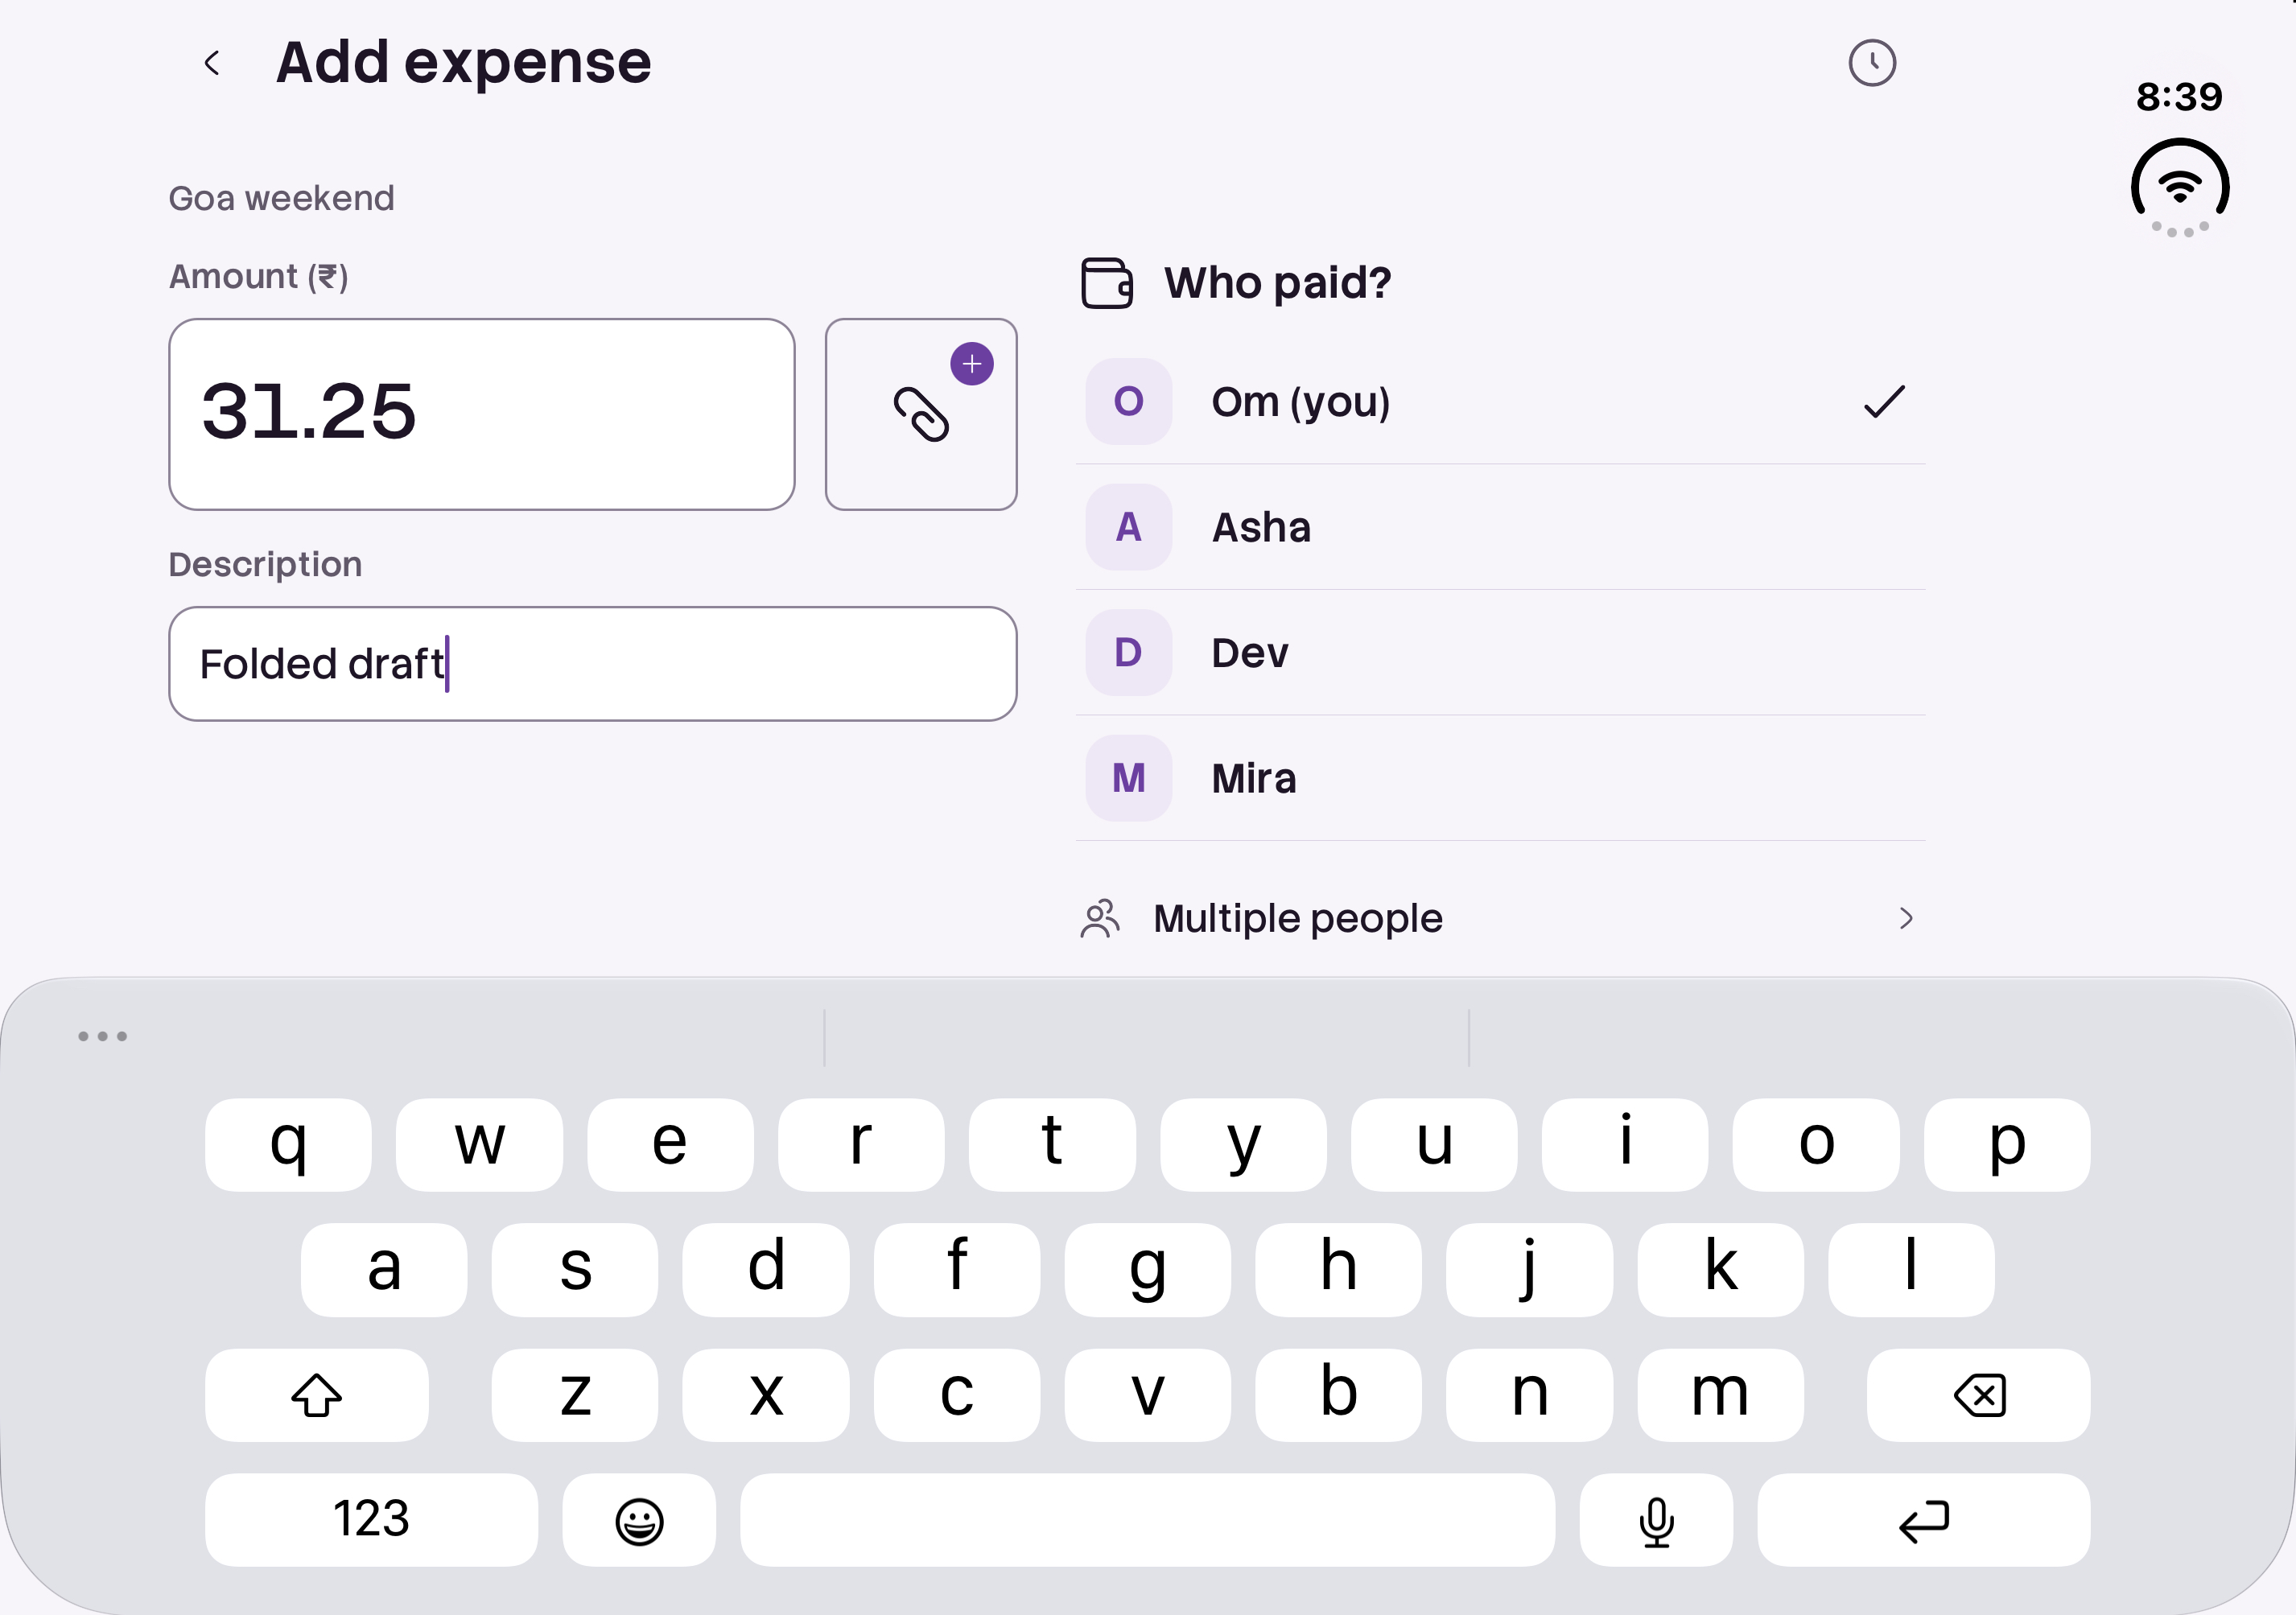 Add expense
8:39
Goa weekend
Amount (₹)
31.25
Description
Folded draft
Who paid?
O Om (you)
A Asha
D Dev
M Mira
Multiple people
q w e r t y u i o p
a s d f g h j k l
z x c v b n m
123